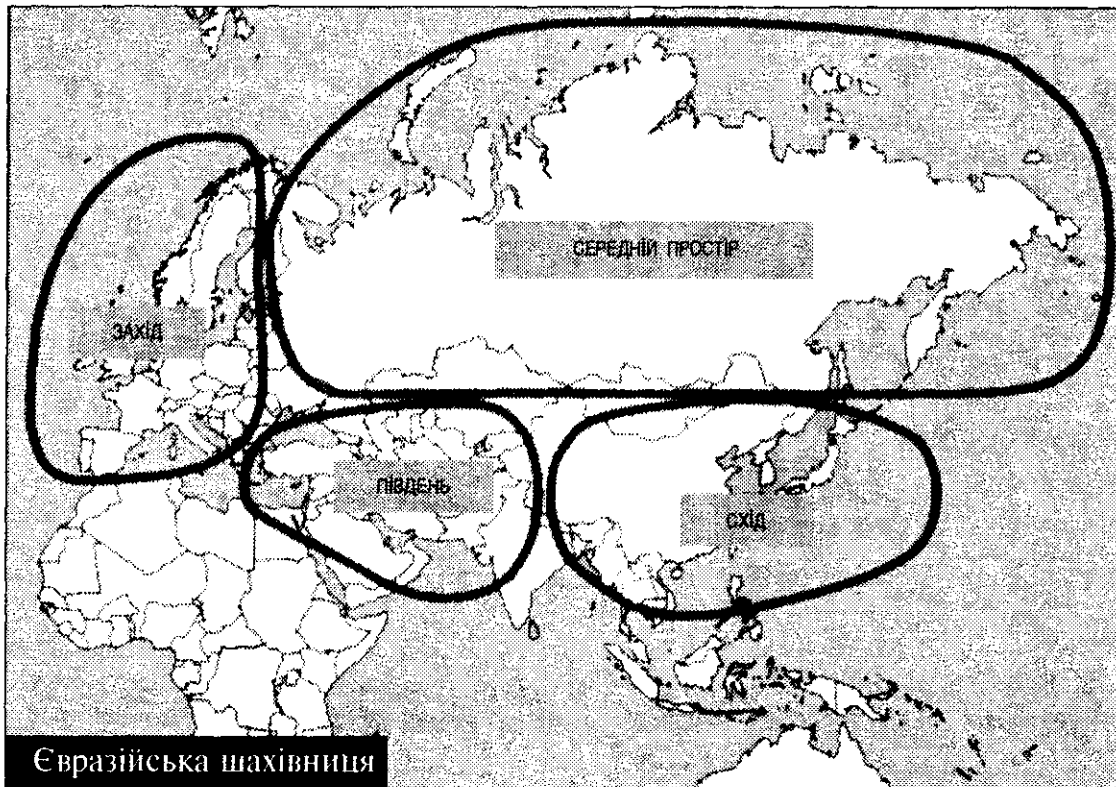 СЕРЕДНІЙ ПРОСТІР
ЗАХІД
ПІВДЕНЬ
СХІД
Євразійська шахівниця